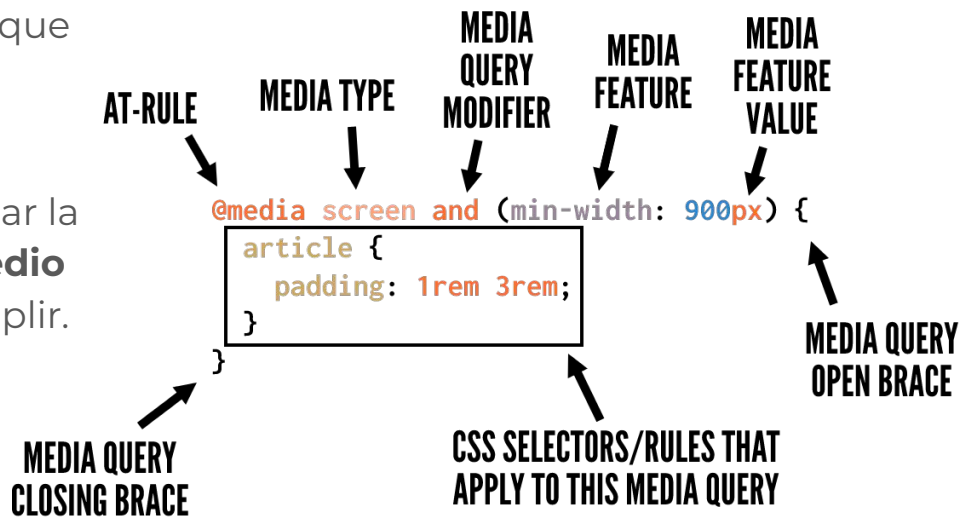 que
ar la
edio
plir.
AT-RULE
MEDIA TYPE
MEDIA
QUERY
MODIFIER
MEDIA
FEATURE
MEDIA
FEATURE
VALUE
@media screen and (min-width: 900px) {
article {
padding: 1rem 3rem;
}
}
MEDIA QUERY
OPEN BRACE
MEDIA QUERY
CLOSING BRACE
CSS SELECTORS/RULES THAT
APPLY TO THIS MEDIA QUERY